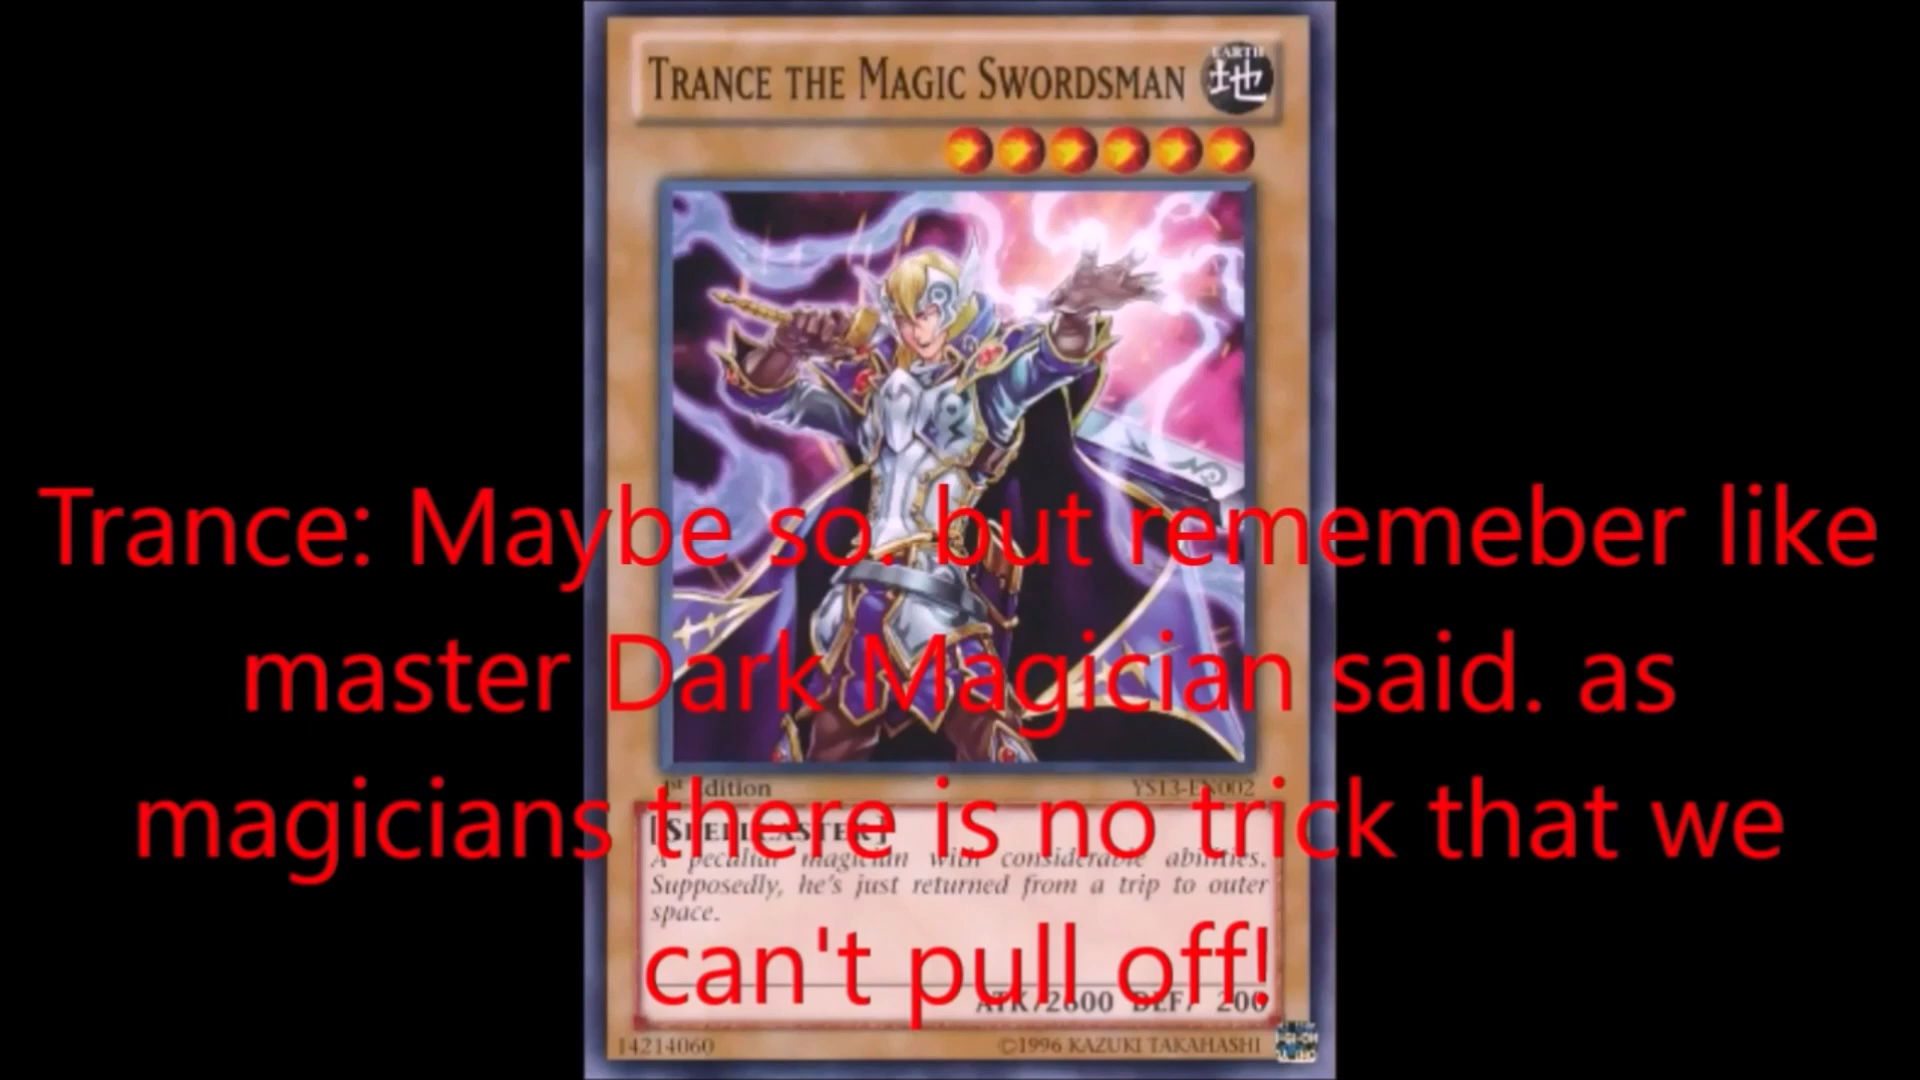 TRANCE THE MAGIC SWORDSMAN
EARTH
地
Trance: Maybe so. but rememeber like
master Dark Magician said. as
magicians there is no trick that we
can't pull off!
1st Edition
YS13-EN002
[SPELLCASTER]
A peculiar magician with considerable abilities.
Supposedly, he's just returned from a trip to outer
space.
ATK/2600 DEF/ 200
14214060
©1996 KAZUKI TAKAHASHI